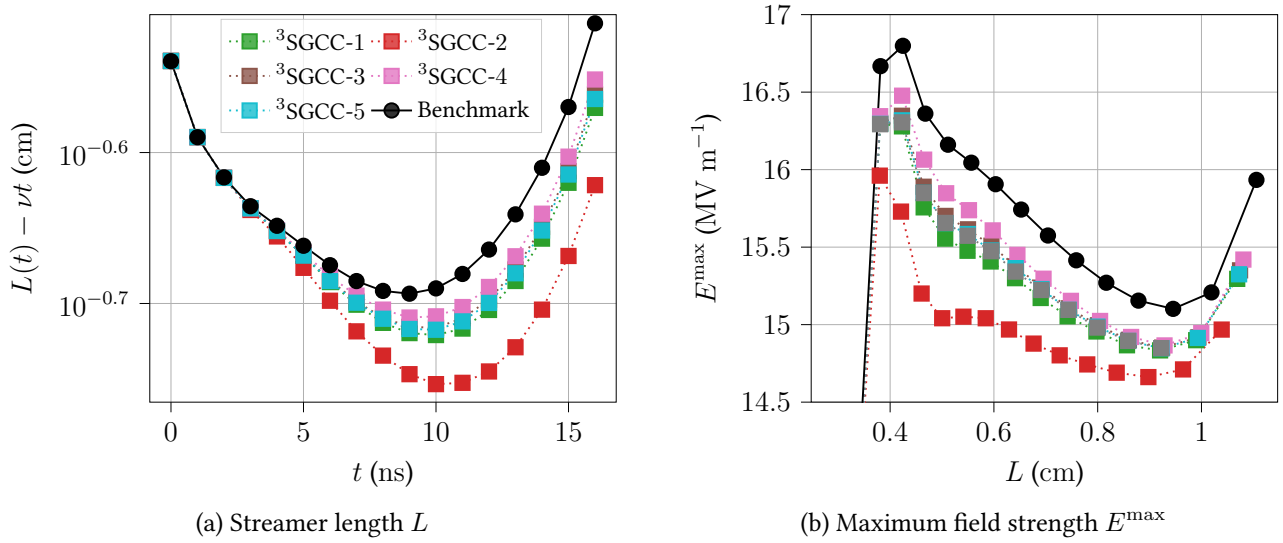 ³SGCC-1 ³SGCC-2
³SGCC-3 ³SGCC-4
³SGCC-5 Benchmark
10⁻⁰·⁶
10⁻⁰·⁷
L(t) − νt (cm)
0 5 10 15
t (ns)
(a) Streamer length L
17
16.5
16
15.5
15
14.5
E^max (MV m⁻¹)
0.4 0.6 0.8 1
L (cm)
(b) Maximum field strength E^max